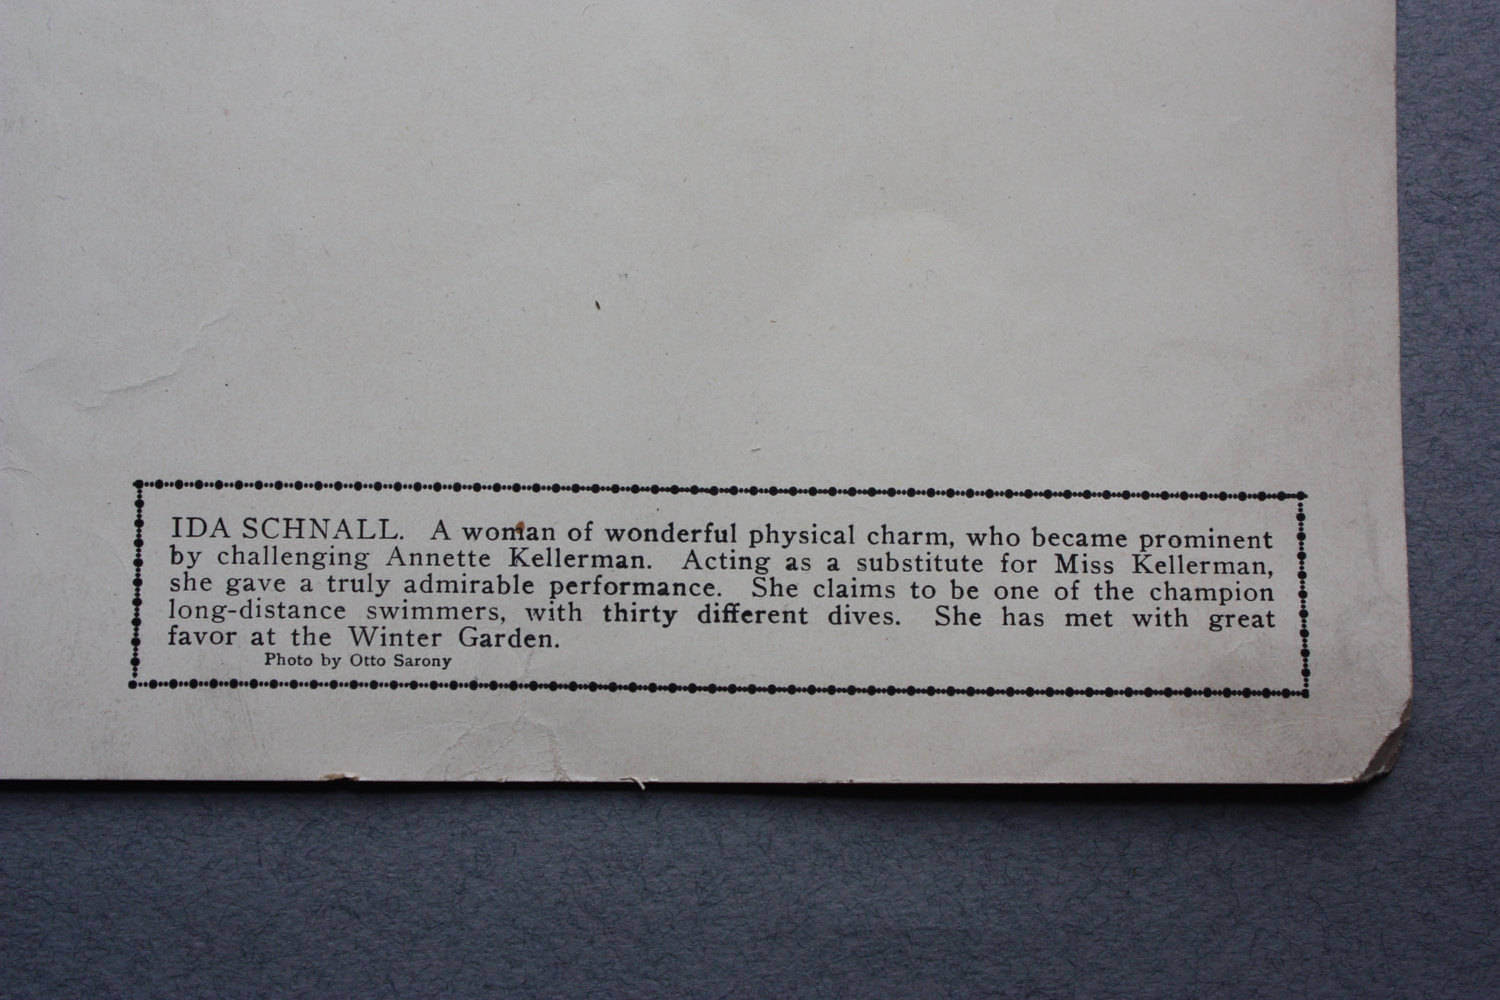 IDA SCHNALL. A woman of wonderful physical charm, who became prominent
by challenging Annette Kellerman. Acting as a substitute for Miss Kellerman,
she gave a truly admirable performance. She claims to be one of the champion
long-distance swimmers, with thirty different dives. She has met with great
favor at the Winter Garden.
Photo by Otto Sarony